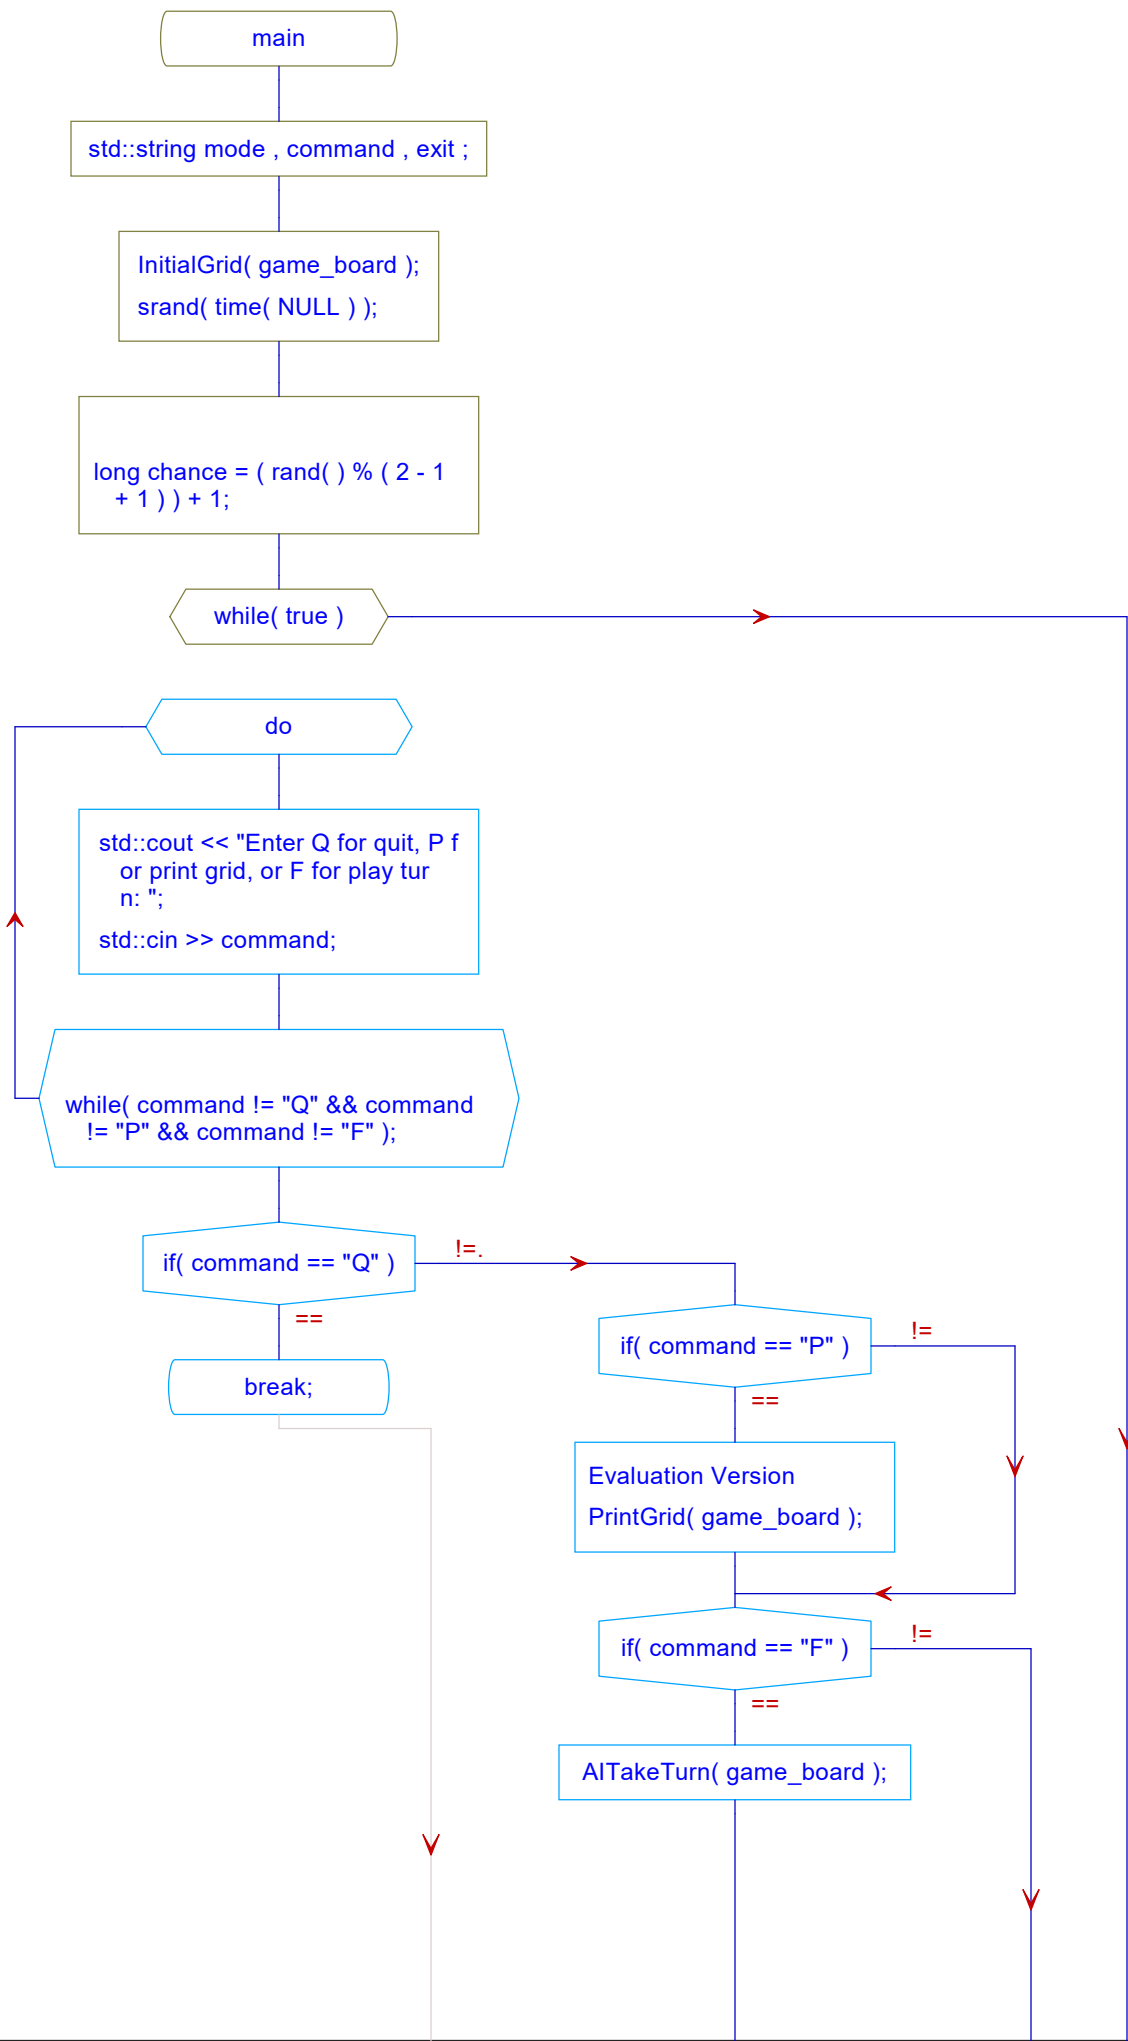 main
std::string mode , command , exit ;
InitialGrid( game_board );
srand( time( NULL ) );
long chance = ( rand( ) % ( 2 - 1
+ 1 ) ) + 1;
while( true )
do
std::cout << "Enter Q for quit, P f
or print grid, or F for play tur
n: ";
std::cin >> command;
while( command != "Q" && command
!= "P" && command != "F" );
if( command == "Q" )
!=.
==
break;
if( command == "P" )
!=
==
Evaluation Version
PrintGrid( game_board );
if( command == "F" )
!=
==
AITakeTurn( game_board );